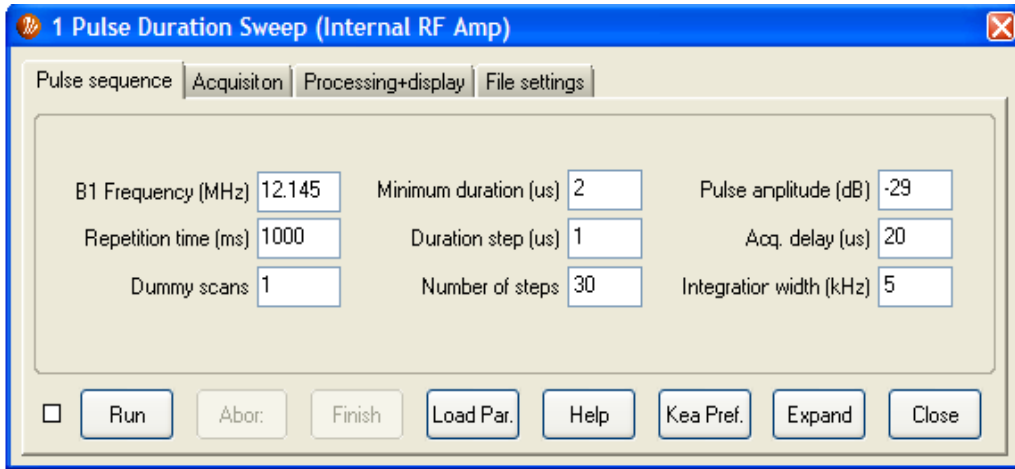 1 Pulse Duration Sweep (Internal RF Amp)
Pulse sequence Acquisiton Processing+display File settings
B1 Frequency (MHz) 12.145 Minimum duration (us) 2 Pulse amplitude (dB) -29
Repetition time (ms) 1000 Duration step (us) 1 Acq. delay (us) 20
Dummy scans 1 Number of steps 30 Integratior width (kHz) 5
Run Abor: Finish Load Par. Help Kea Pref. Expand Close